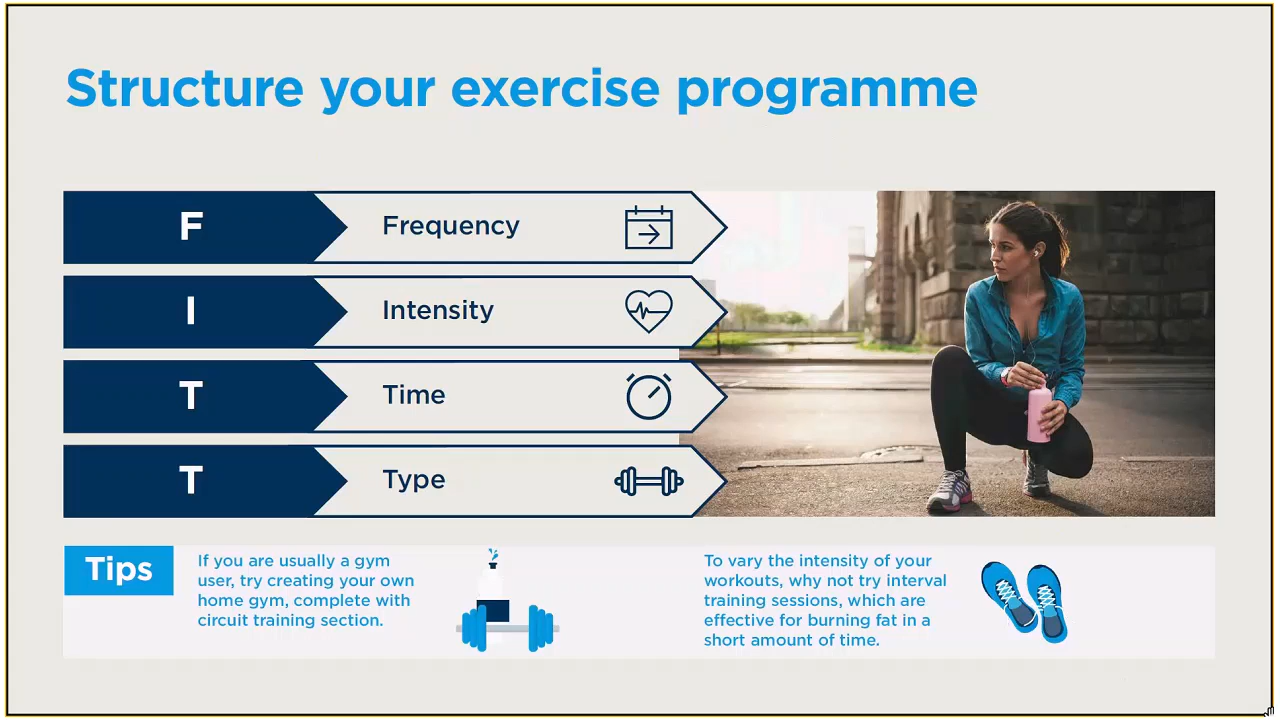 Structure your exercise programme
F Frequency
I Intensity
T Time
T Type
Tips
If you are usually a gym
user, try creating your own
home gym, complete with
circuit training section.
To vary the intensity of your
workouts, why not try interval
training sessions, which are
effective for burning fat in a
short amount of time.